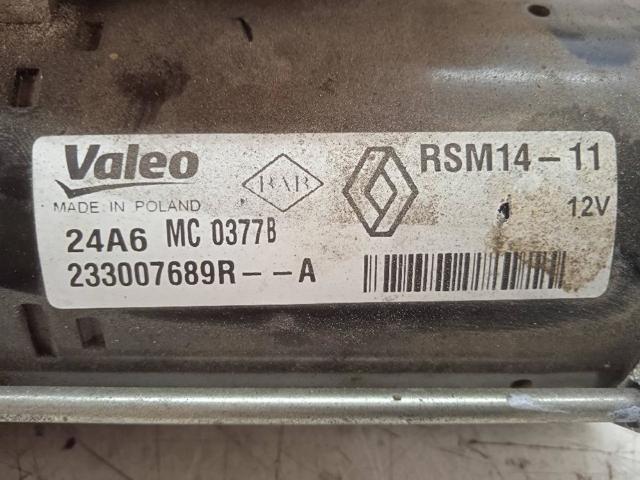 Valeo
MADE IN POLAND
RAB
RSM14-11
12V
24A6 MC 0377B
233007689R--A